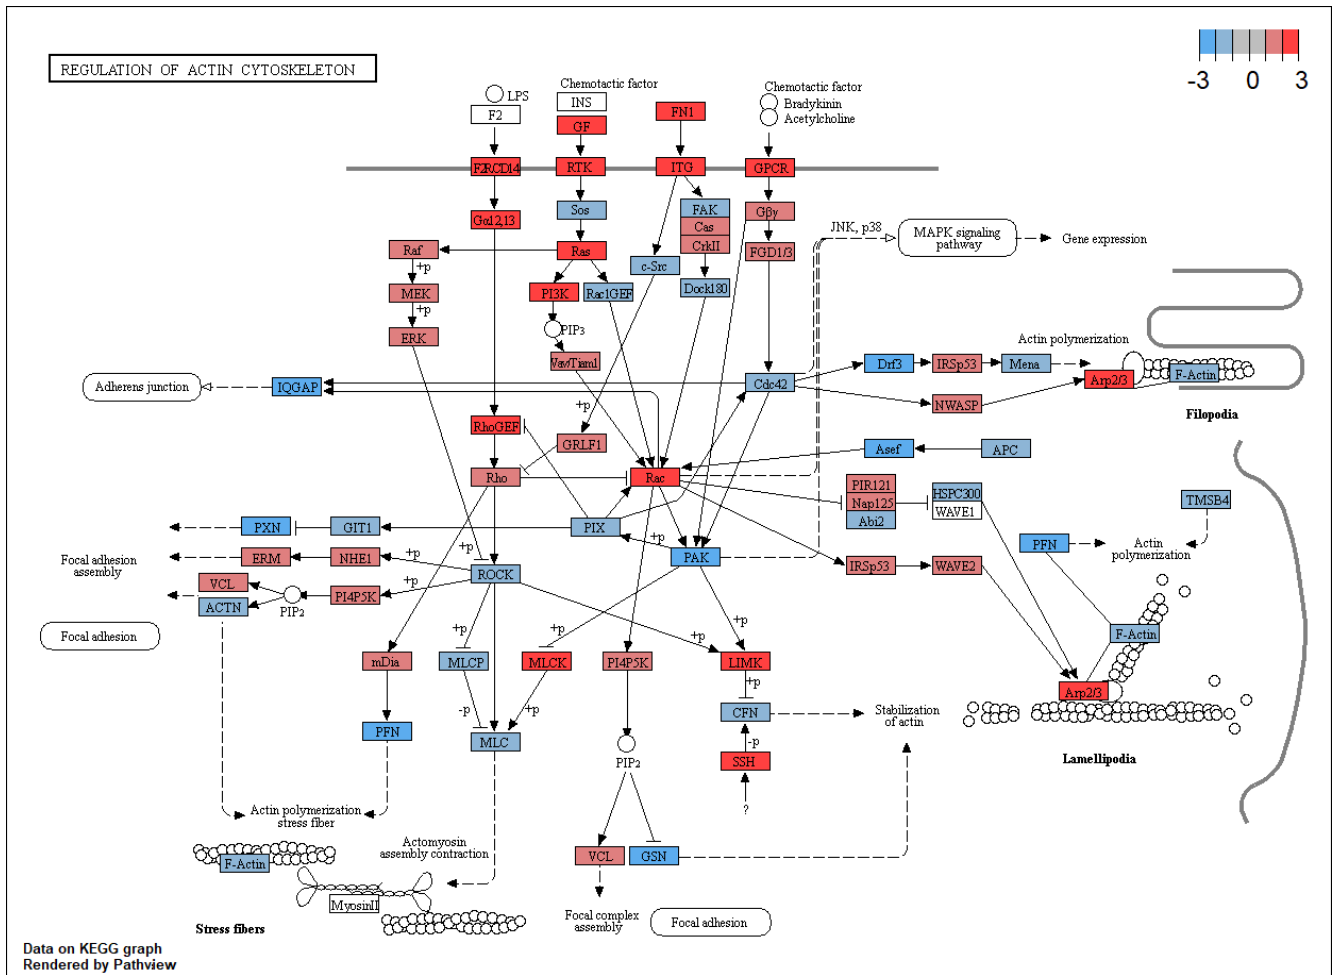 REGULATION OF ACTIN CYTOSKELETON
-3 0 3
LPS
F2
Chemotactic factor
INS
GF
FN1
Chemotactic factor
Bradykinin
Acetylcholine
F2RCD14
RTK
ITG
GPCR
Gα12,13
Sos
FAK
Cas
CrkII
Gβγ
FGD1/3
JNK, p38
MAPK signaling
pathway
Gene expression
Raf
+p
MEK
+p
ERK
Ras
PI3K
Rac1GEF
c-Src
Dock180
PIP3
Vav/Tiam1
Adherens junction
IQGAP
Cdc42
Drf3
IRSp53
Mena
Actin polymerization
Arp2/3
F-Actin
NWASP
Filopodia
+p
RhoGEF
GRLF1
Asef
APC
Rho
Rac
PIR121
Nap125
Abi2
HSPC300
WAVE1
TMSB4
PXN
GIT1
PIX
+p
PAK
PFN
Actin
polymerization
Focal adhesion
assembly
ERM
NHE1
+p
+p
ROCK
IRSp53
WAVE2
VCL
ACTN
PIP2
PI4P5K
+p
Focal adhesion
F-Actin
+p
+p
+p
+p
mDia
MLCP
MLCK
PI4P5K
LIMK
+p
Arp2/3
-p
+p
CFN
Stabilization
of actin
PFN
MLC
-p
PIP2
SSH
Lamellipodia
?
Actin polymerization
stress fiber
Actomyosin
assembly contraction
F-Actin
VCL
GSN
MyosinII
Stress fibers
Focal complex
assembly
Focal adhesion
Data on KEGG graph
Rendered by Pathview